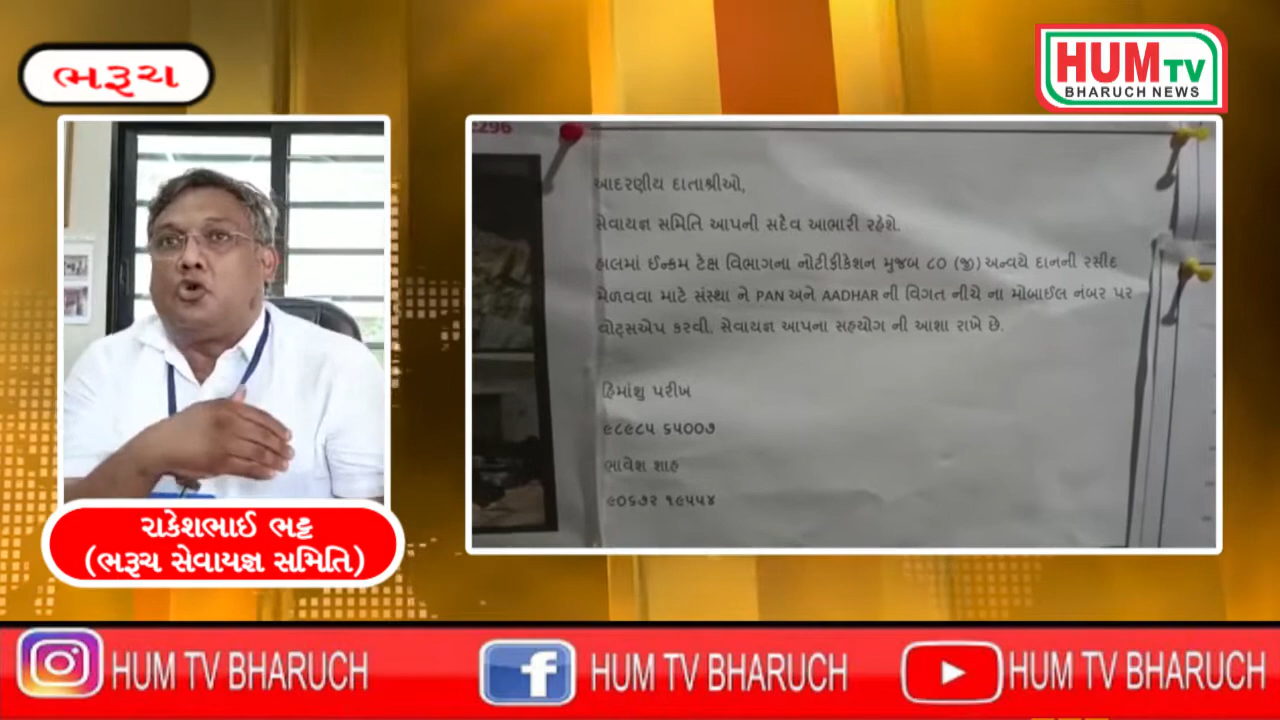 ભરૂચ
HUM TV
BHARUCH NEWS
આદરણીય દાતાશ્રીઓ,
સેવાયજ્ઞ સમિતિ આપની સદૈવ આભારી રહેશે.
હાલમાં ઈન્કમ ટેક્ષ વિભાગના નોટીફીકેશન મુજબ ૮૦ (જી) અન્વયે દાનની રસીદ
મેળવવા માટે સંસ્થા ને PAN અને AADHAR ની વિગત નીચે ના મોબાઈલ નંબર પર
વોટ્સએપ કરવી. સેવાયજ્ઞ આપના સહયોગ ની આશા રાખે છે.
હિમાંશુ પરીખ
૯૮૯૮૫ ૬૫૦૦૭
ભાવેશ શાહ
૯૦૬૭૨ ૧૯૫૫૪
રાકેશભાઈ ભટ્ટ
(ભરૂચ સેવાયજ્ઞ સમિતિ)
HUM TV BHARUCH
HUM TV BHARUCH
HUM TV BHARUCH